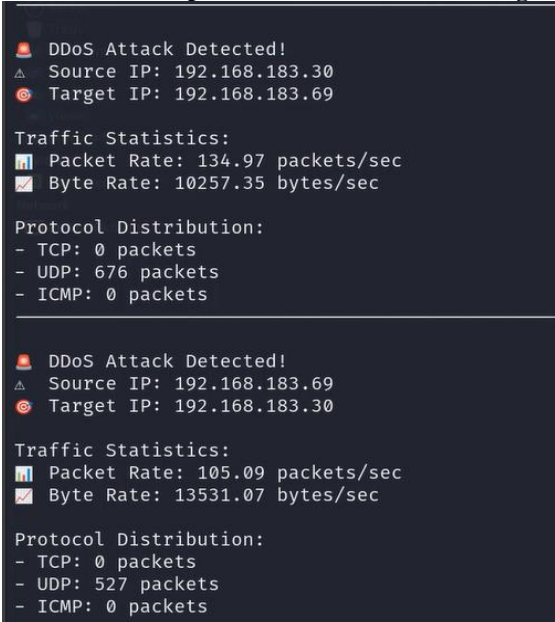 🚨 DDoS Attack Detected!
⚠ Source IP: 192.168.183.30
🎯 Target IP: 192.168.183.69
Traffic Statistics:
📊 Packet Rate: 134.97 packets/sec
📈 Byte Rate: 10257.35 bytes/sec
Protocol Distribution:
- TCP: 0 packets
- UDP: 676 packets
- ICMP: 0 packets
🚨 DDoS Attack Detected!
⚠ Source IP: 192.168.183.69
🎯 Target IP: 192.168.183.30
Traffic Statistics:
📊 Packet Rate: 105.09 packets/sec
📈 Byte Rate: 13531.07 bytes/sec
Protocol Distribution:
- TCP: 0 packets
- UDP: 527 packets
- ICMP: 0 packets